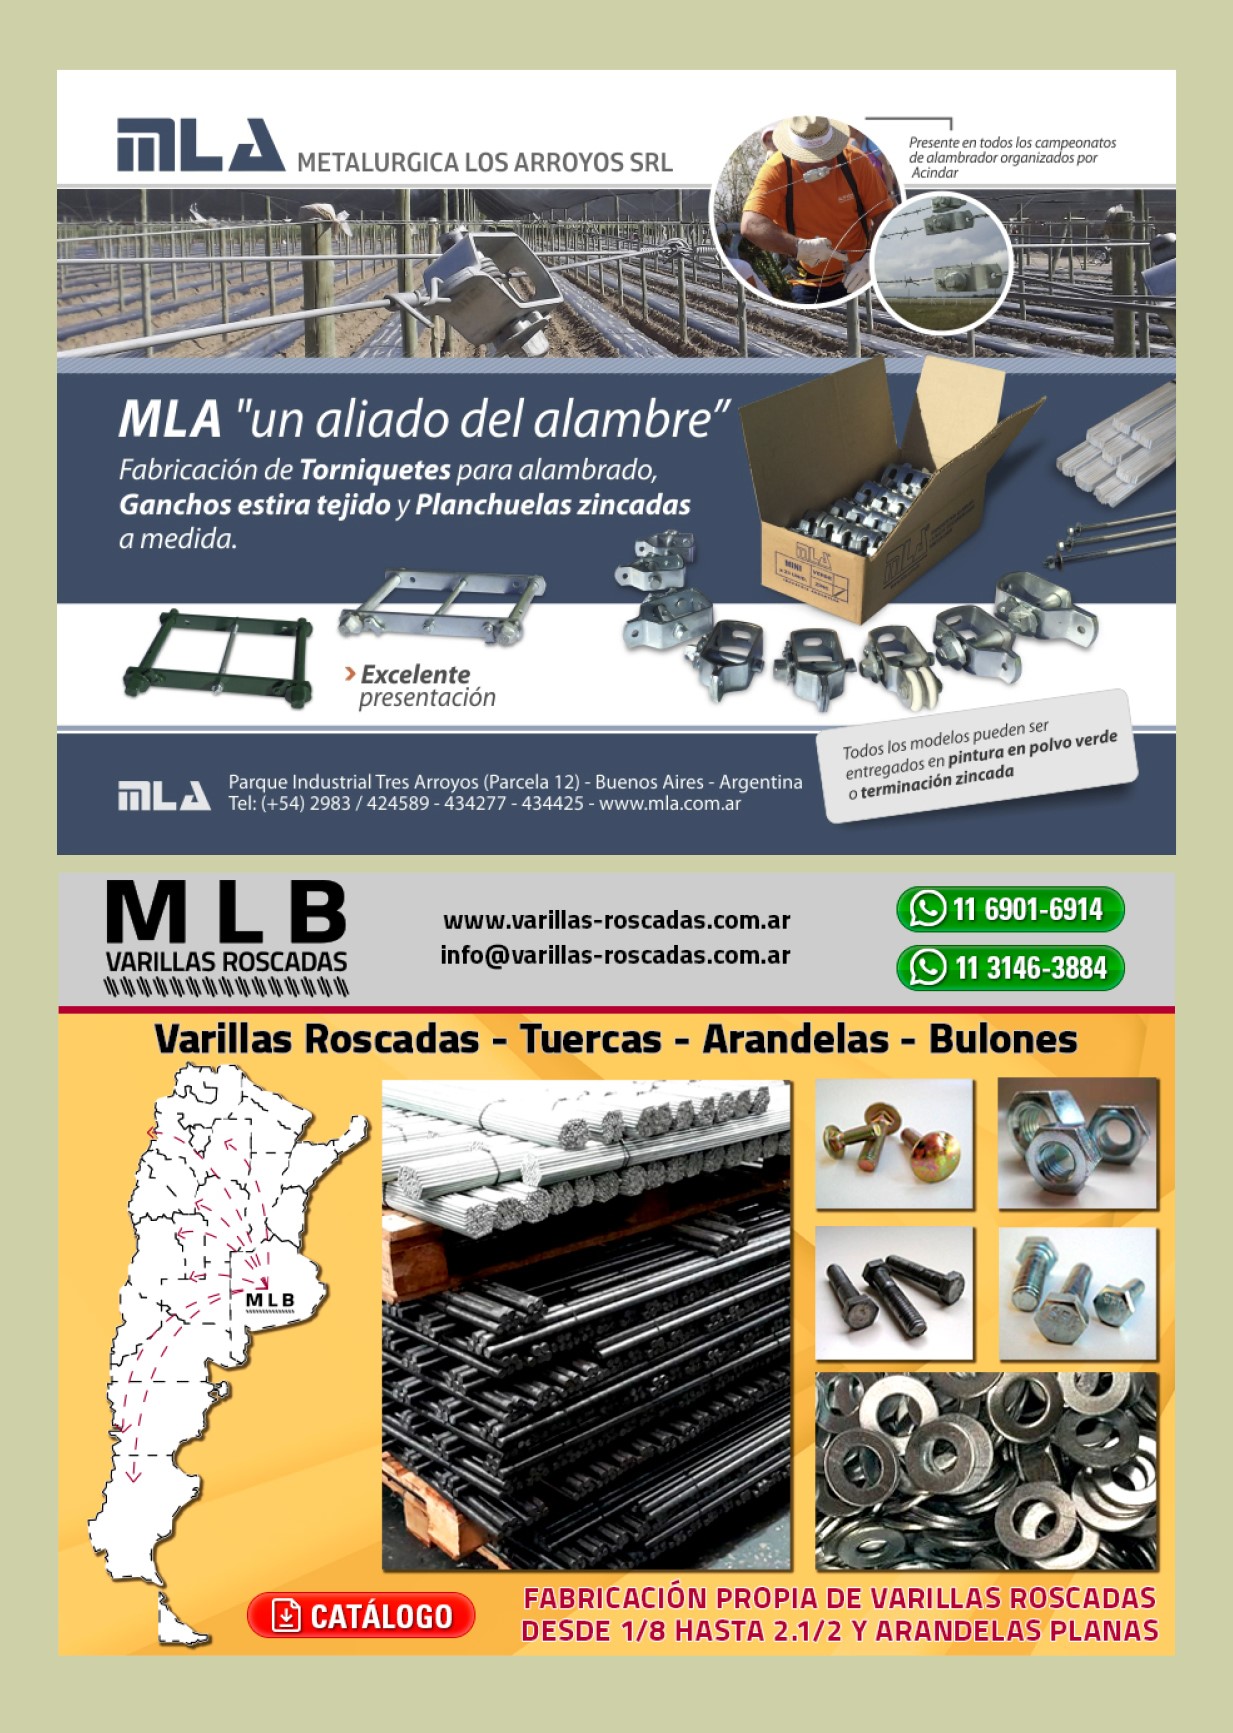 MLA METALURGICA LOS ARROYOS SRL
Presente en todos los campeonatos
de alambrador organizados por
Acindar
MLA "un aliado del alambre”
Fabricación de Torniquetes para alambrado,
Ganchos estira tejido y Planchuelas zincadas
a medida.
MLA
MINI
MLA
› Excelente
presentación
Todos los modelos pueden ser
entregados en pintura en polvo verde
o terminación zincada
MLA
Parque Industrial Tres Arroyos (Parcela 12) - Buenos Aires - Argentina
Tel: (+54) 2983 / 424589 - 434277 - 434425 - www.mla.com.ar
MLB
VARILLAS ROSCADAS
www.varillas-roscadas.com.ar
info@varillas-roscadas.com.ar
11 6901-6914
11 3146-3884
Varillas Roscadas - Tuercas - Arandelas - Bulones
MLB
CATÁLOGO
FABRICACIÓN PROPIA DE VARILLAS ROSCADAS
DESDE 1/8 HASTA 2.1/2 Y ARANDELAS PLANAS